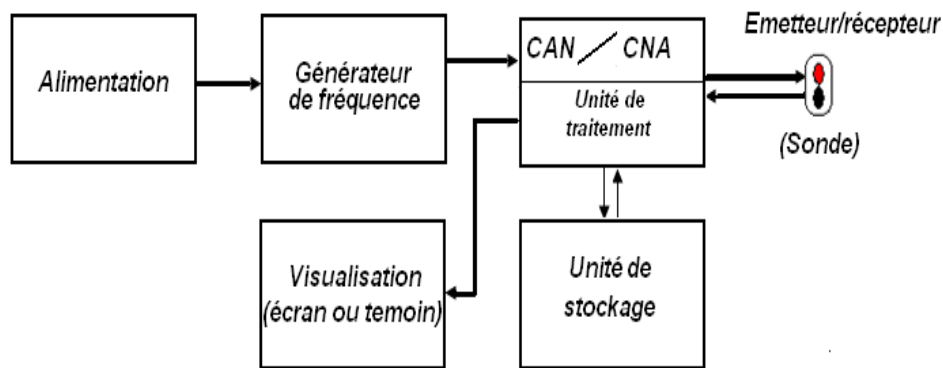 Alimentation
Générateur
de fréquence
CAN / CNA
Unité de
traitement
Emetteur/récepteur
(Sonde)
Visualisation
(écran ou temoin)
Unité de
stockage